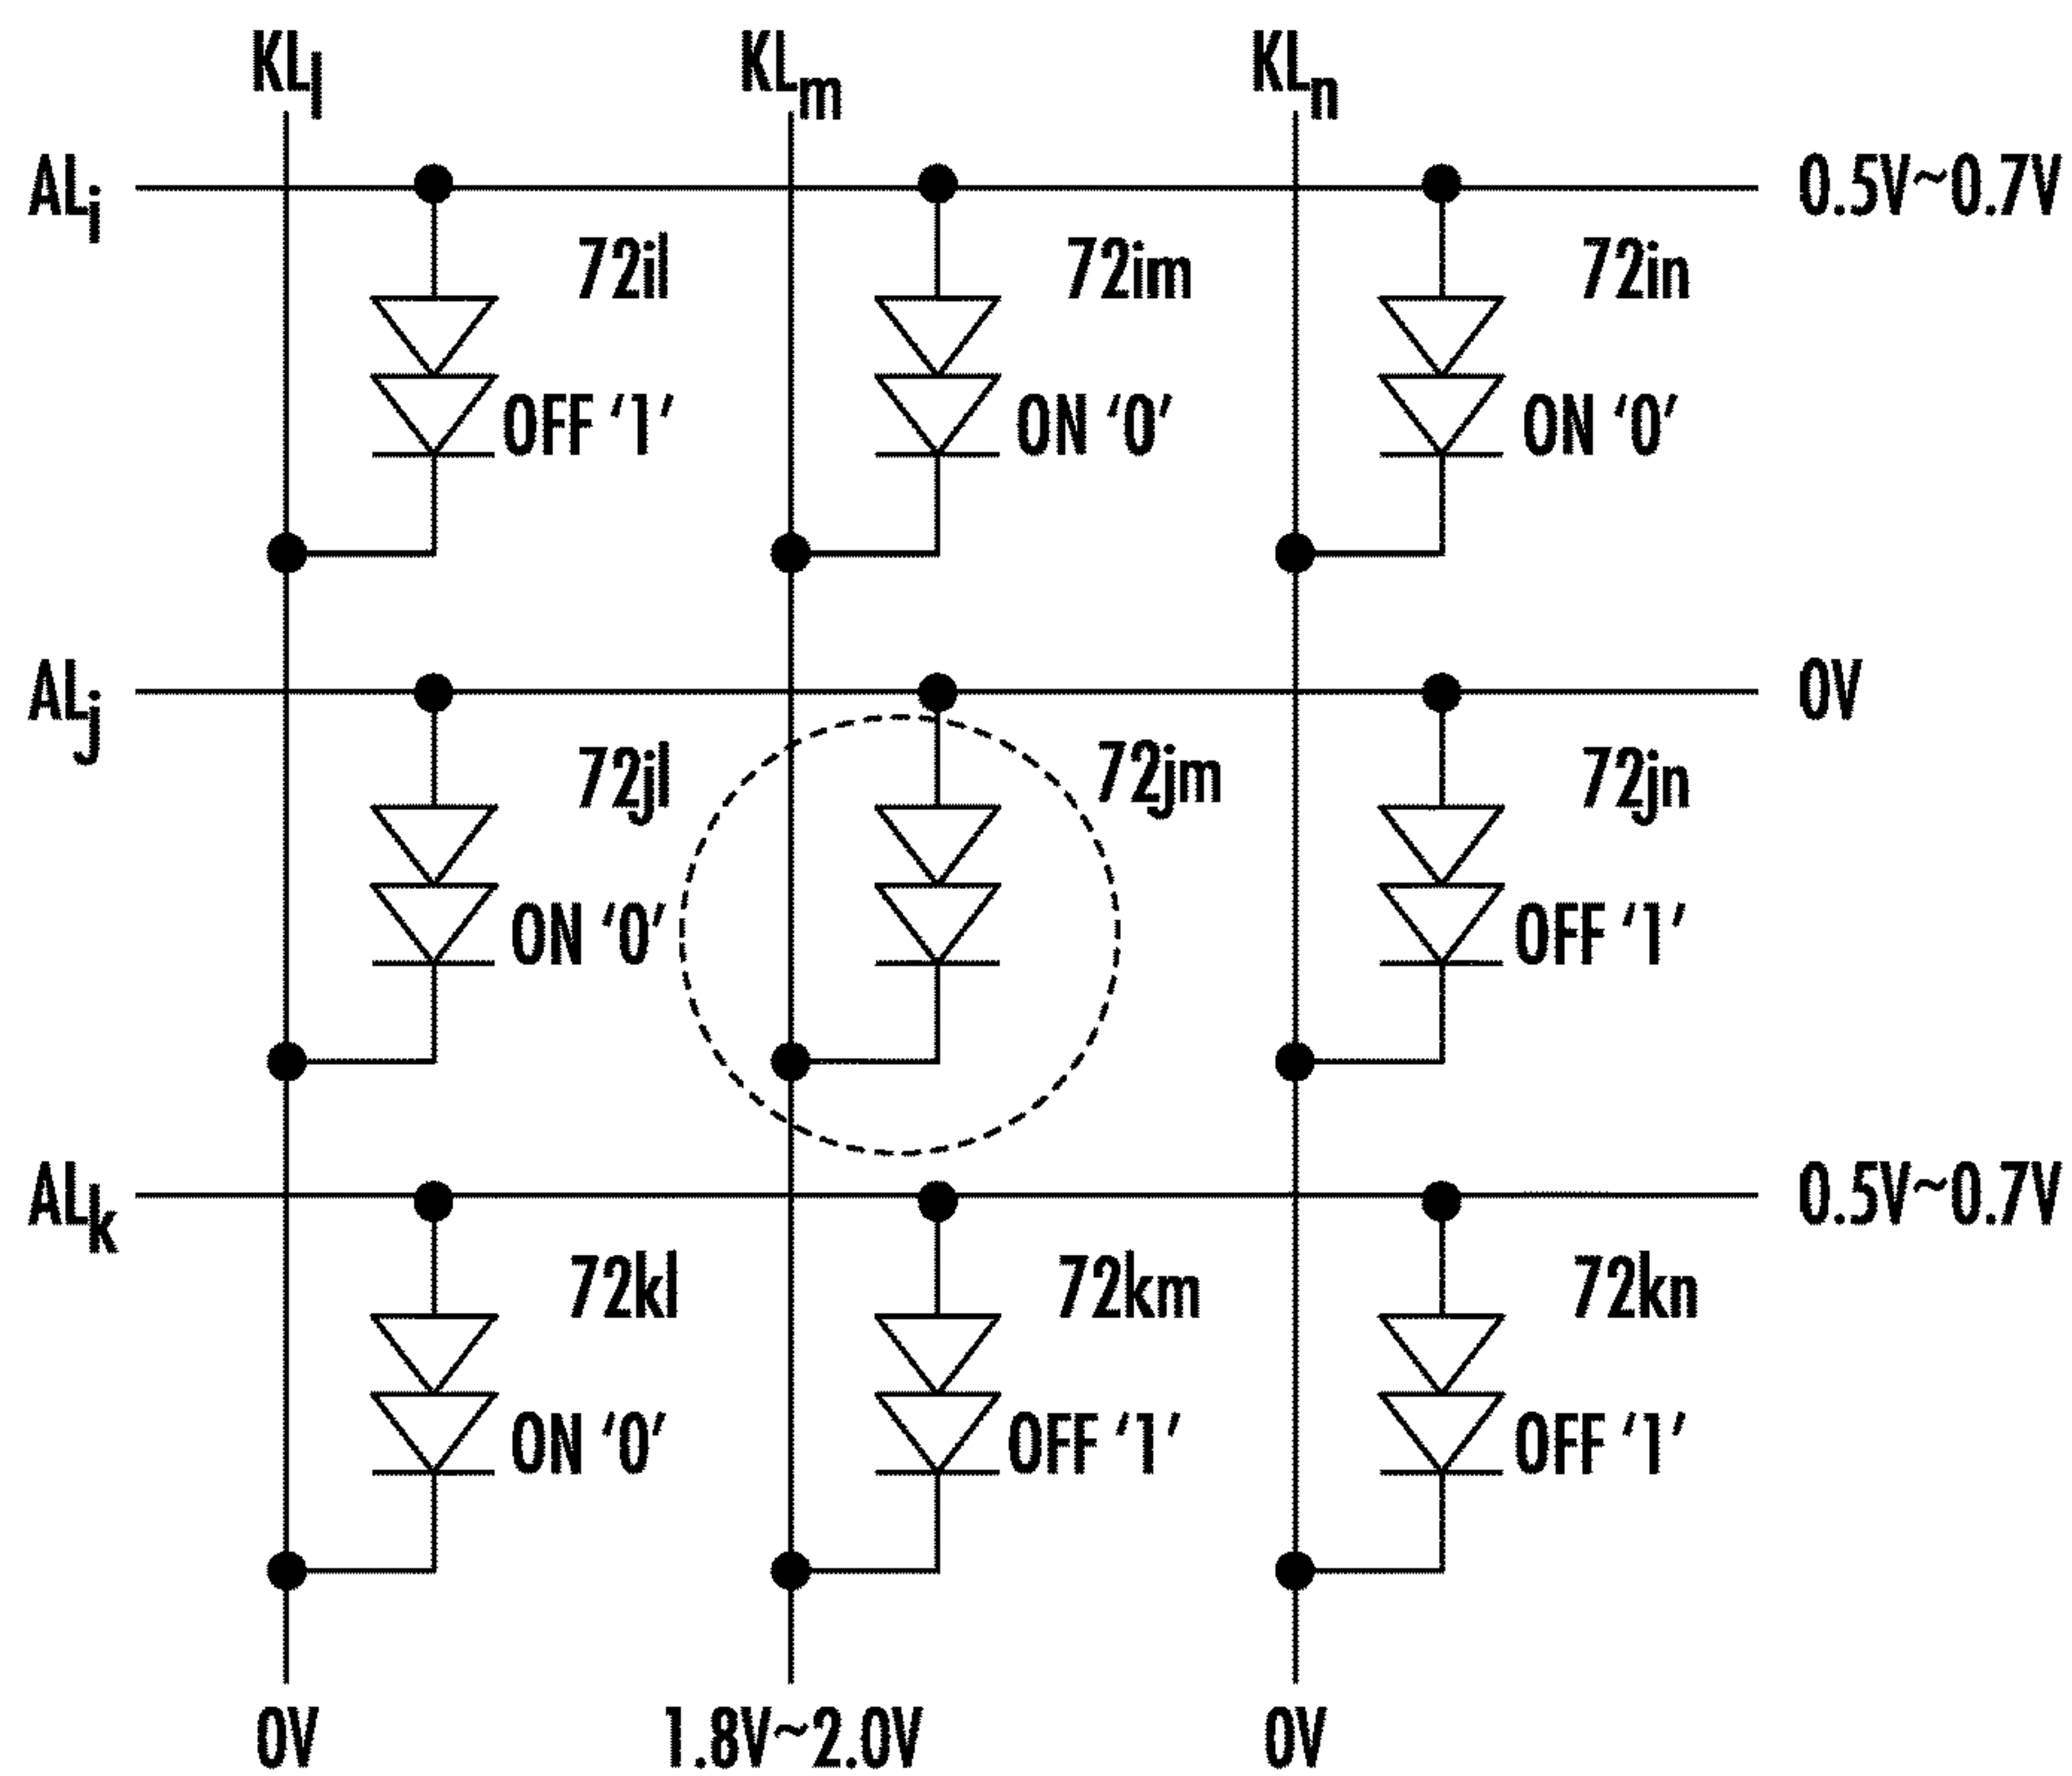 KLl KLm KLn
ALi 0.5V~0.7V
72il 72im 72in
OFF ‘1’ ON ‘0’ ON ‘0’
ALj 0V
72jl 72jm 72jn
ON ‘0’ OFF ‘1’
ALk 0.5V~0.7V
72kl 72km 72kn
ON ‘0’ OFF ‘1’ OFF ‘1’
0V 1.8V~2.0V 0V